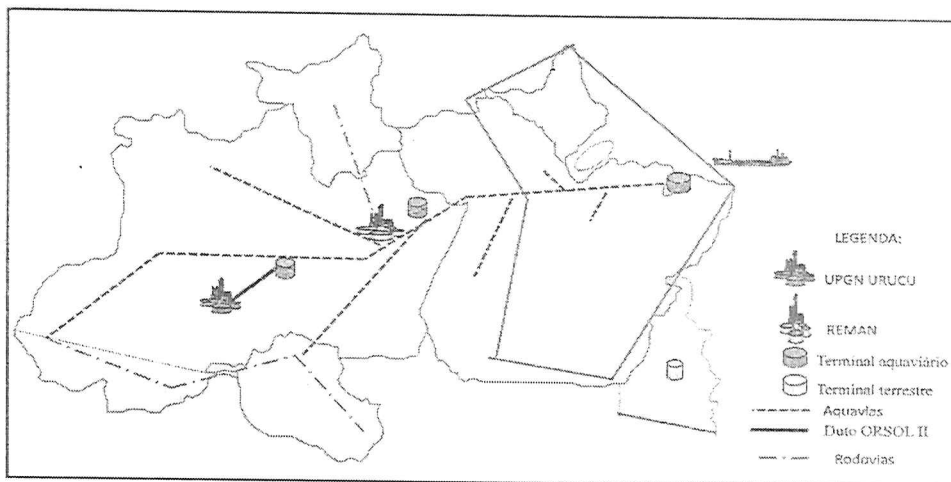 LEGENDA:
UPGN URUCU
REMAN
Terminal aquaviário
Terminal terrestre
Aquavias
Duto ORSOL II
Rodovias